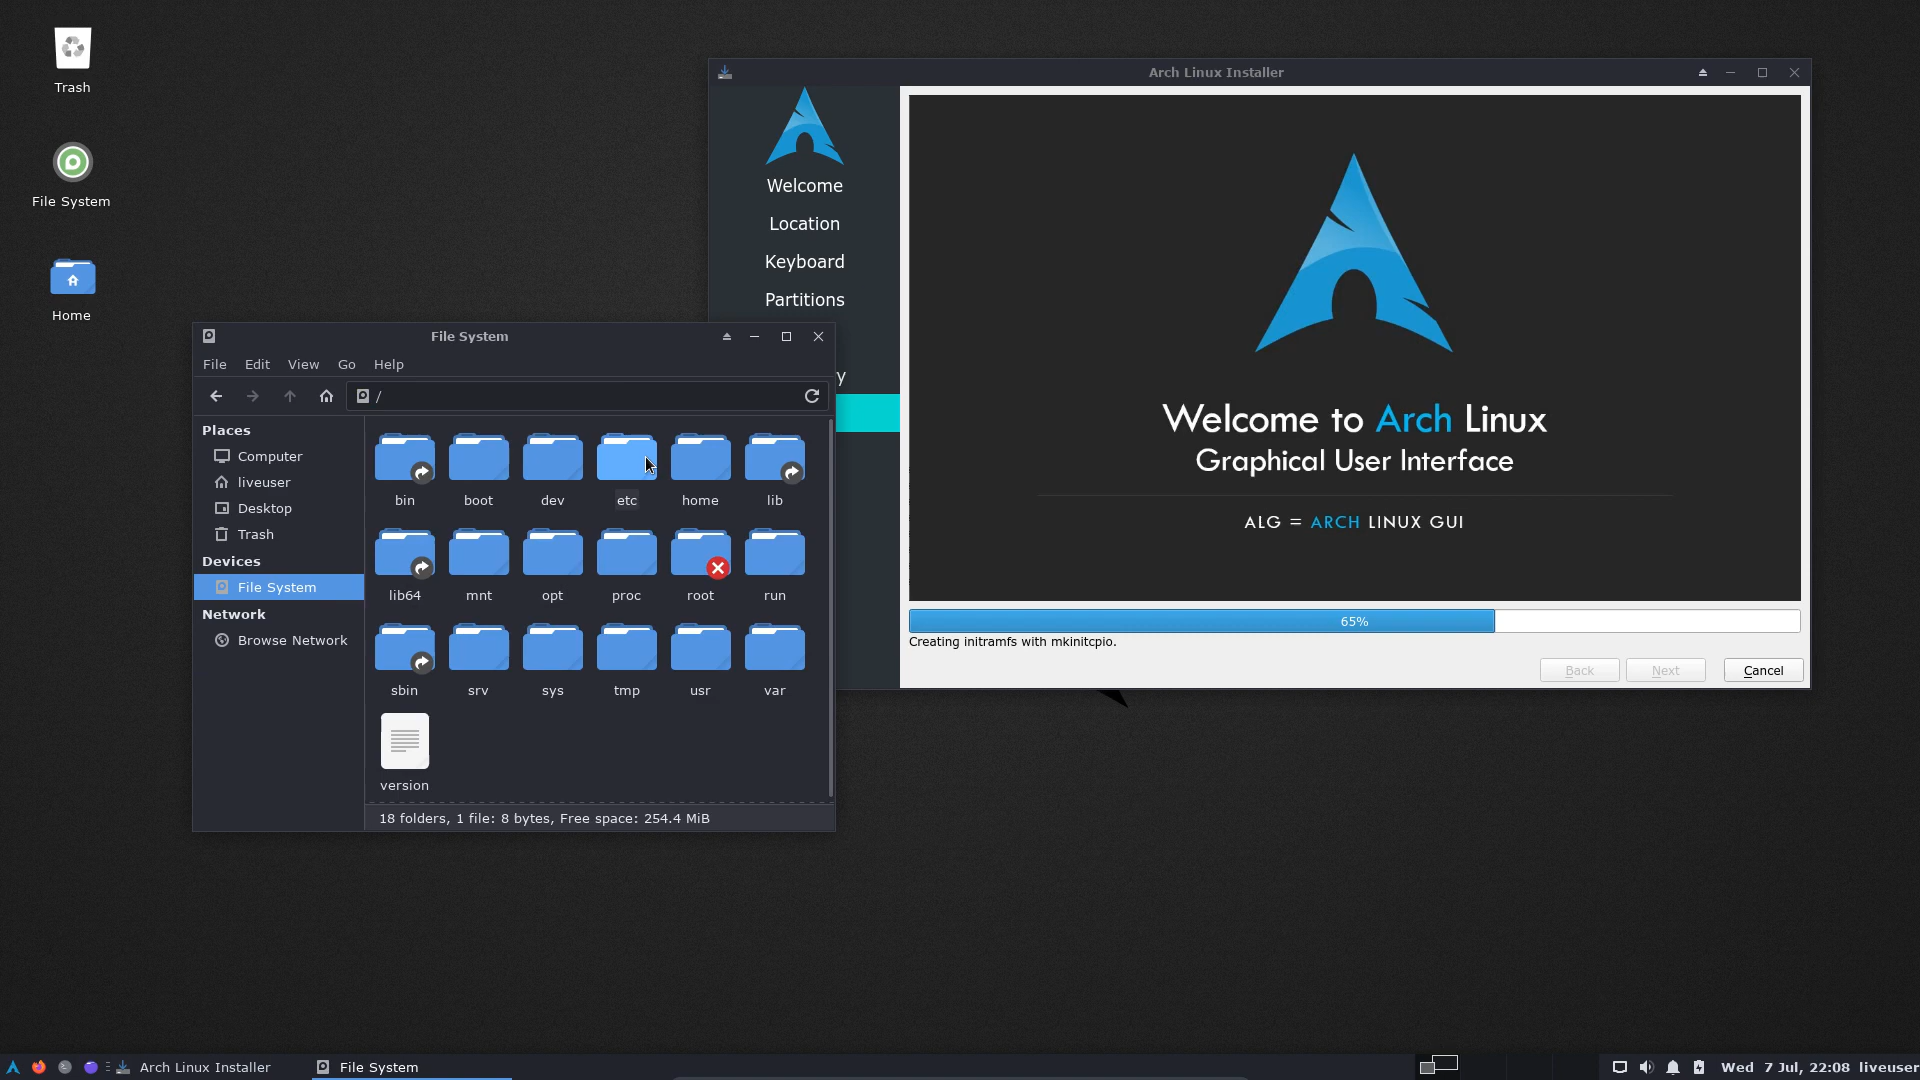 Trash
File System
Home
Arch Linux Installer
Welcome
Location
Keyboard
Partitions
y
Welcome to Arch Linux
Graphical User Interface
ALG = ARCH LINUX GUI
65%
Creating initramfs with mkinitcpio.
Back
Next
Cancel
File System
File Edit View Go Help
/
Places
Computer
liveuser
Desktop
Trash
Devices
File System
Network
Browse Network
bin boot dev etc home lib
lib64 mnt opt proc root run
sbin srv sys tmp usr var
version
18 folders, 1 file: 8 bytes, Free space: 254.4 MiB
Arch Linux Installer
File System
Wed 7 Jul, 22:08 liveuser